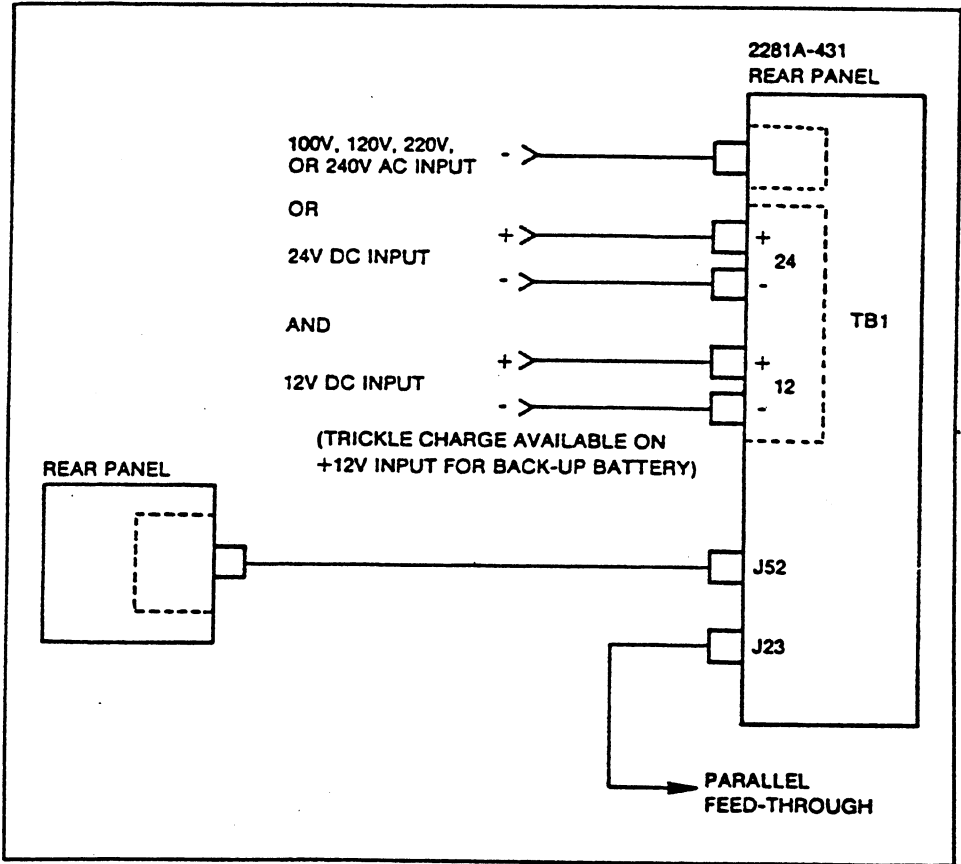 2281A-431
REAR PANEL
100V, 120V, 220V,
OR 240V AC INPUT
-
OR
24V DC INPUT
+
-
+
24
-
TB1
AND
12V DC INPUT
+
-
+
12
-
(TRICKLE CHARGE AVAILABLE ON
+12V INPUT FOR BACK-UP BATTERY)
REAR PANEL
J52
J23
PARALLEL
FEED-THROUGH